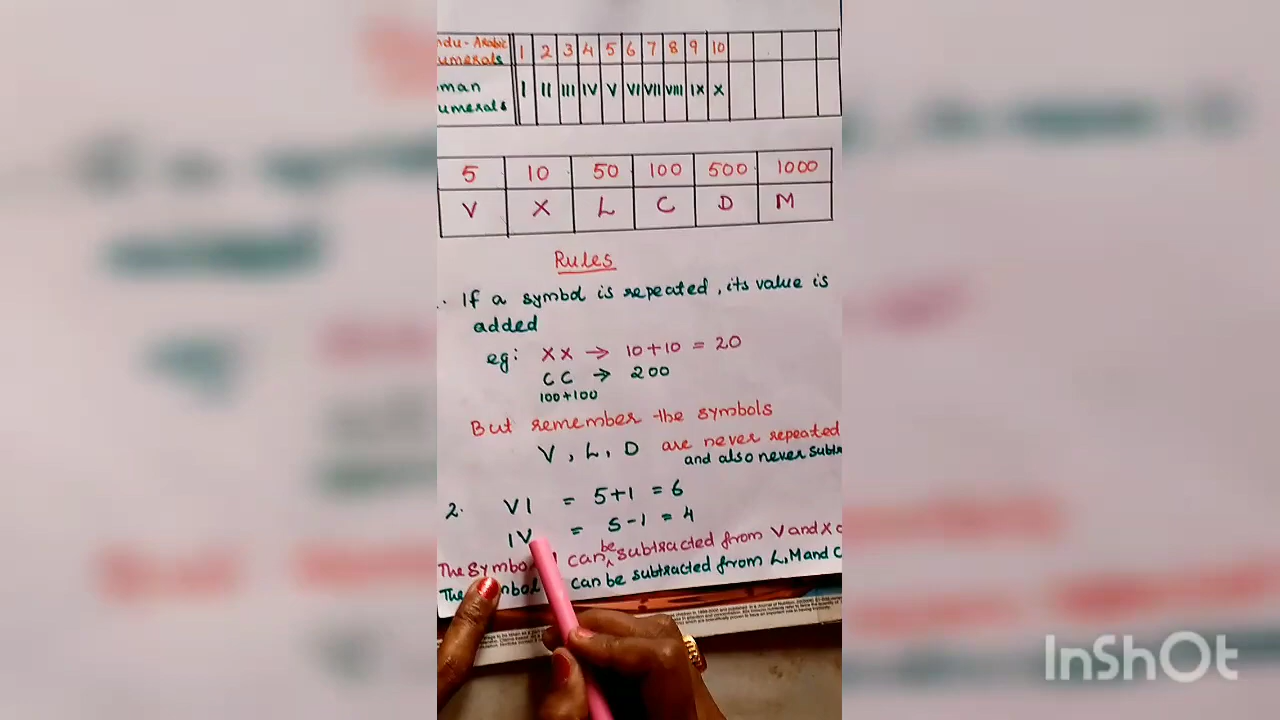 ndu-Arabic 1 2 3 4 5 6 7 8 9 10
umerals
man I II III IV V VI VII VIII IX X
umerals
5 10 50 100 500 1000
V X L C D M
Rules
. If a symbol is repeated, its value is
added
eg: XX → 10+10 = 20
CC → 200
100+100
But remember the symbols
V, L, D are never repeated
and also never subtr
2. VI = 5+1 = 6
IV = 5-1 = 4
The symbo can be subtracted from V and X
The mbol can be subtracted from L, M and C
InShOt